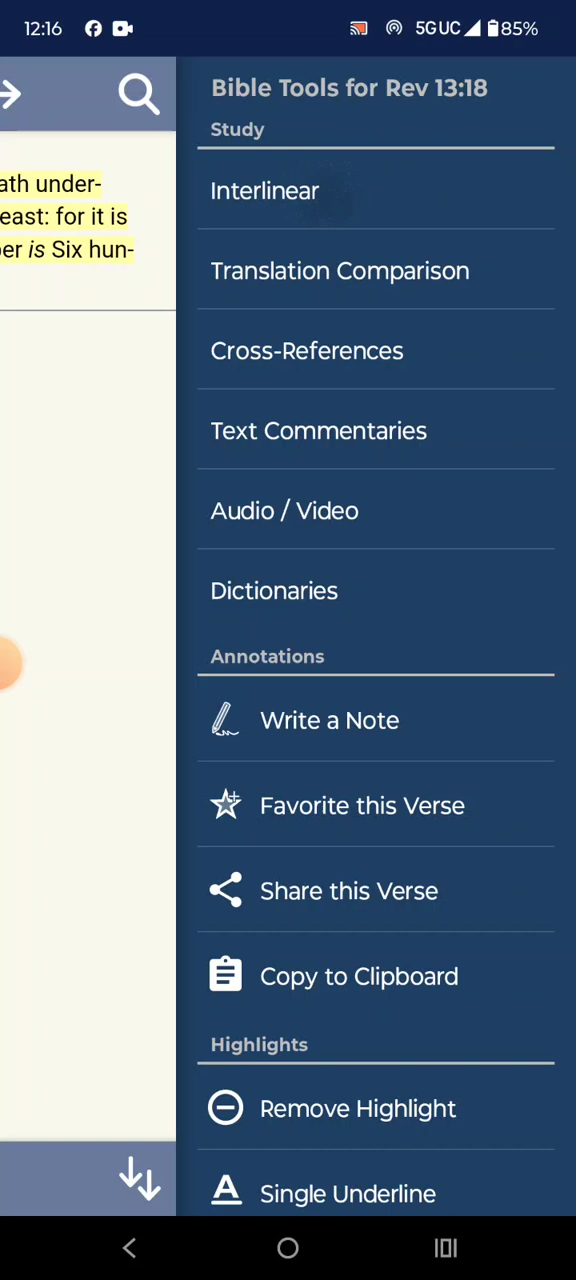 12:16 5GUC 85%
Bible Tools for Rev 13:18
Study
ath under-
Interlinear
east: for it is
er is Six hun-
Translation Comparison
Cross-References
Text Commentaries
Audio / Video
Dictionaries
Annotations
Write a Note
Favorite this Verse
Share this Verse
Copy to Clipboard
Highlights
Remove Highlight
A Single Underline